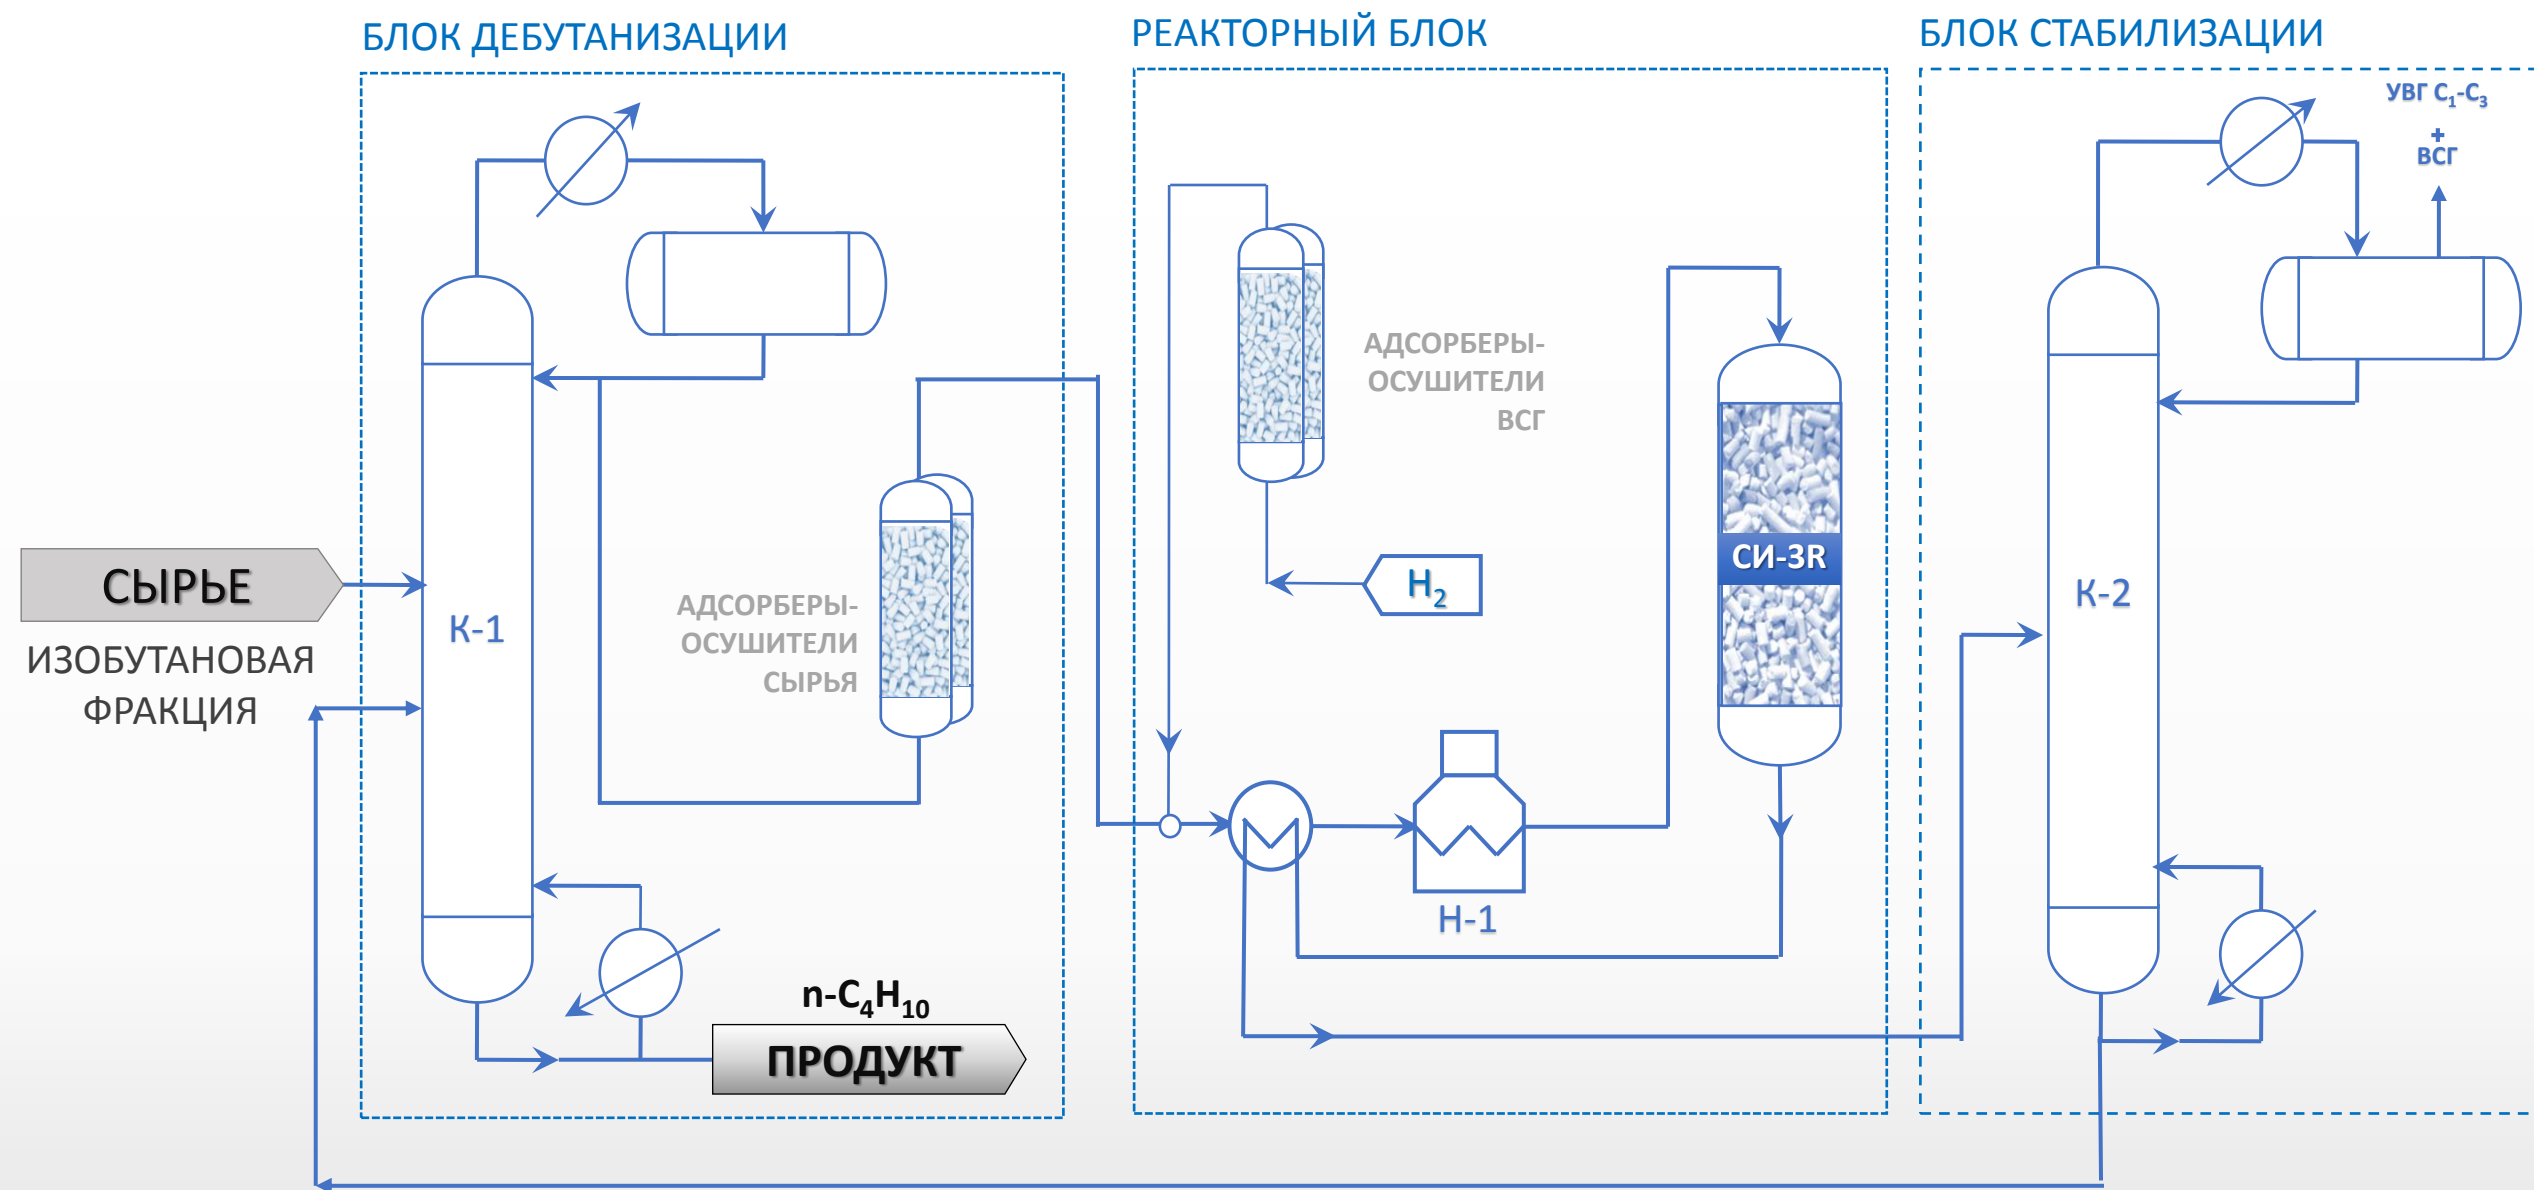 БЛОК ДЕБУТАНИЗАЦИИ
РЕАКТОРНЫЙ БЛОК
БЛОК СТАБИЛИЗАЦИИ
УВГ C₁-C₃
+
ВСГ
АДСОРБЕРЫ-
ОСУШИТЕЛИ
ВСГ
СЫРЬЕ
ИЗОБУТАНОВАЯ
ФРАКЦИЯ
К-1
АДСОРБЕРЫ-
ОСУШИТЕЛИ
СЫРЬЯ
H₂
СИ-3R
К-2
Н-1
n-C₄H₁₀
ПРОДУКТ